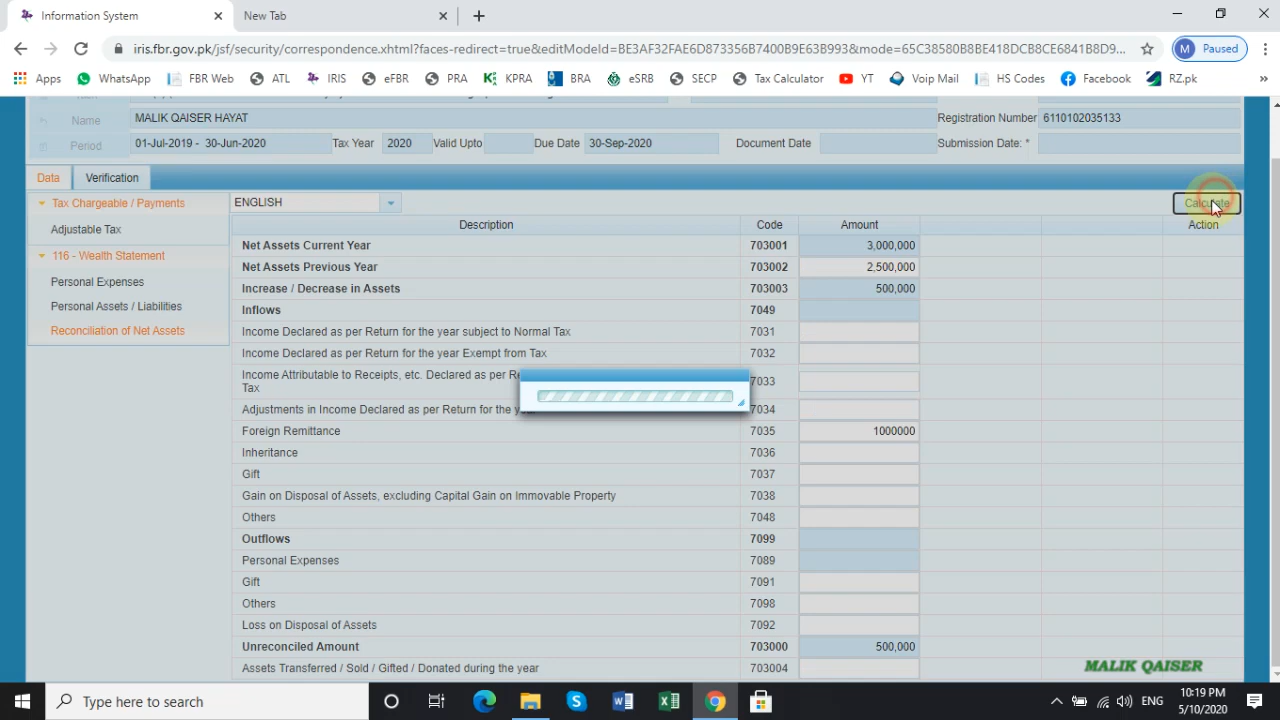 Information System
New Tab
iris.fbr.gov.pk/jsf/security/correspondence.xhtml?faces-redirect=true&editModeId=BE3AF32FAE6D873356B7400B9E63B993&mode=65C38580B8BE418DCB8CE6841B8D9...
M Paused
Apps WhatsApp FBR Web ATL IRIS eFBR PRA KPRA BRA eSRB SECP Tax Calculator YT Voip Mail HS Codes Facebook RZ.pk »
Name MALIK QAISER HAYAT Registration Number 6110102035133
Period 01-Jul-2019 - 30-Jun-2020 Tax Year 2020 Valid Upto Due Date 30-Sep-2020 Document Date Submission Date: *
Data Verification
Tax Chargeable / Payments
Adjustable Tax
116 - Wealth Statement
Personal Expenses
Personal Assets / Liabilities
Reconciliation of Net Assets
ENGLISH Calculate
Description Code Amount Action
Net Assets Current Year 703001 3,000,000
Net Assets Previous Year 703002 2,500,000
Increase / Decrease in Assets 703003 500,000
Inflows 7049
Income Declared as per Return for the year subject to Normal Tax 7031
Income Declared as per Return for the year Exempt from Tax 7032
Income Attributable to Receipts, etc. Declared as per
Tax 7033
Adjustments in Income Declared as per Return for the 7034
Foreign Remittance 7035 1000000
Inheritance 7036
Gift 7037
Gain on Disposal of Assets, excluding Capital Gain on Immovable Property 7038
Others 7048
Outflows 7099
Personal Expenses 7089
Gift 7091
Others 7098
Loss on Disposal of Assets 7092
Unreconciled Amount 703000 500,000
Assets Transferred / Sold / Gifted / Donated during the year 703004
MALIK QAISER
Type here to search
ENG
10:19 PM
5/10/2020